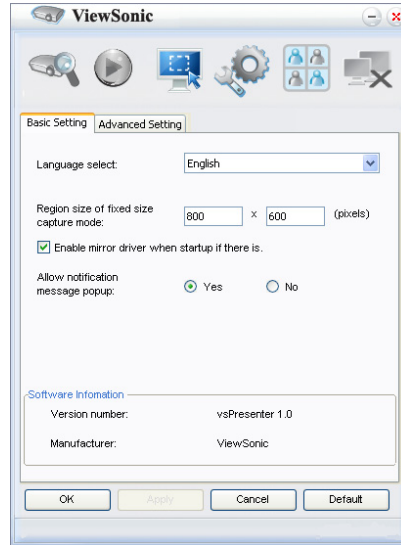 ViewSonic
Basic Setting Advanced Setting
Language select: English
Region size of fixed size
capture mode: 800 x 600 (pixels)
Enable mirror driver when startup if there is.
Allow notification
message popup: Yes No
Software Infomation
Version number: vsPresenter 1.0
Manufacturer: ViewSonic
OK Apply Cancel Default